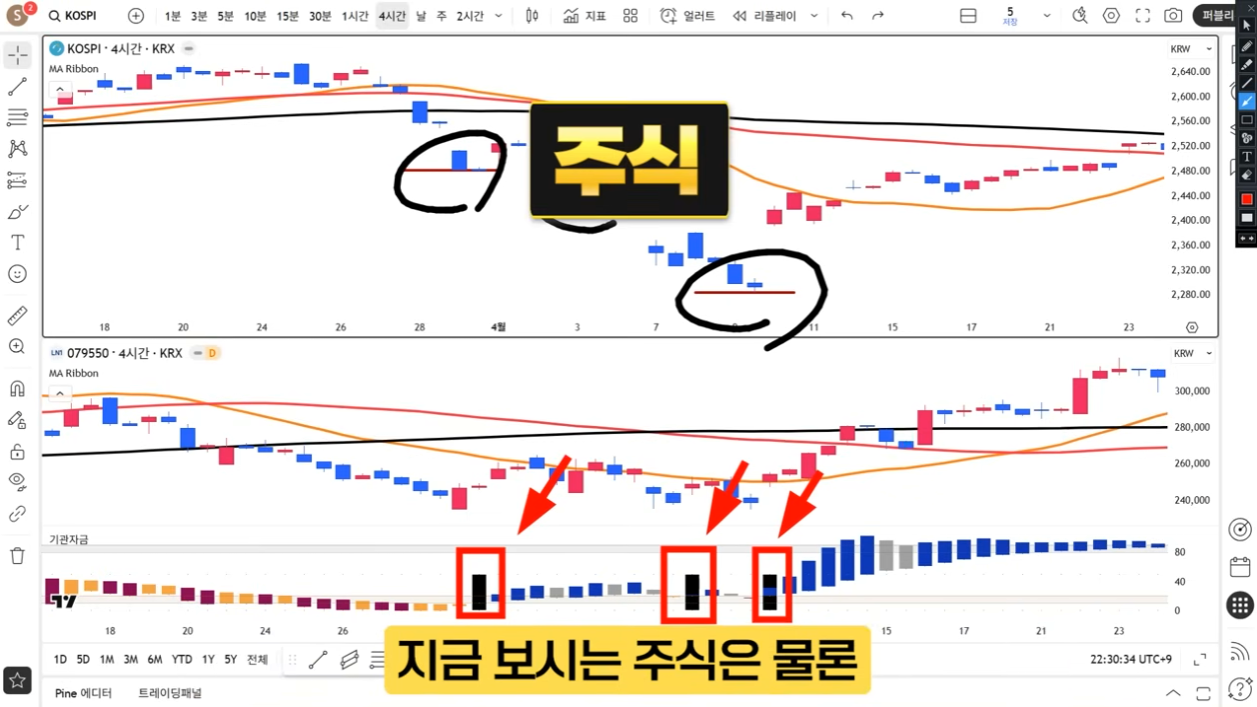 S 2 KOSPI 1분 3분 5분 10분 15분 30분 1시간 4시간 날 주 2시간 지표 얼러트 리플레이 5 저장 퍼블리
KOSPI · 4시간 · KRX
KRW
MA Ribbon
2,640.00
2,600.00
2,560.00
2,520.00
2,480.00
2,440.00
2,400.00
2,360.00
2,320.00
2,280.00
주식
18 20 24 26 28 4월 3 7 9 11 15 17 21 23
LN1 079550 · 4시간 · KRX D
KRW
MA Ribbon
300,000
280,000
260,000
240,000
기관자금
80
40
0
18 20 24 26 15 17 21 23
지금 보시는 주식은 물론
1D 5D 1M 3M 6M YTD 1Y 5Y 전체
22:30:34 UTC+9
Pine 에디터 트레이딩패널